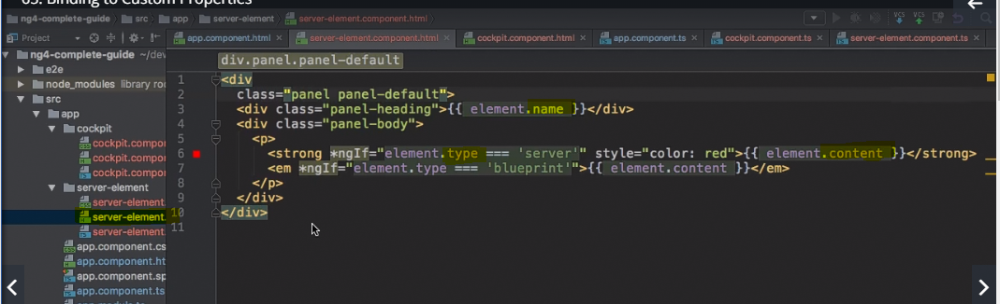 65. Binding to Custom Properties
ng4-complete-guide src app server-element server-element.component.html
Project app.component.html × server-element.component.html × cockpit.component.html × app.component.ts × cockpit.component.ts × server-element.component.ts ×
ng4-complete-guide ~/dev
e2e
node_modules library roo
src
app
cockpit
cockpit.compor
cockpit.compor
cockpit.compor
server-element
server-element.
server-element.
server-element.
app.component.cs
app.component.ht
app.component.sp
app.component.ts
div.panel.panel-default
1 <div
2 class="panel panel-default">
3 <div class="panel-heading">{{ element.name }}</div>
4 <div class="panel-body">
5 <p>
6 <strong *ngIf="element.type === 'server'" style="color: red">{{ element.content }}</strong>
7 <em *ngIf="element.type === 'blueprint'">{{ element.content }}</em>
8 </p>
9 </div>
10 </div>
11